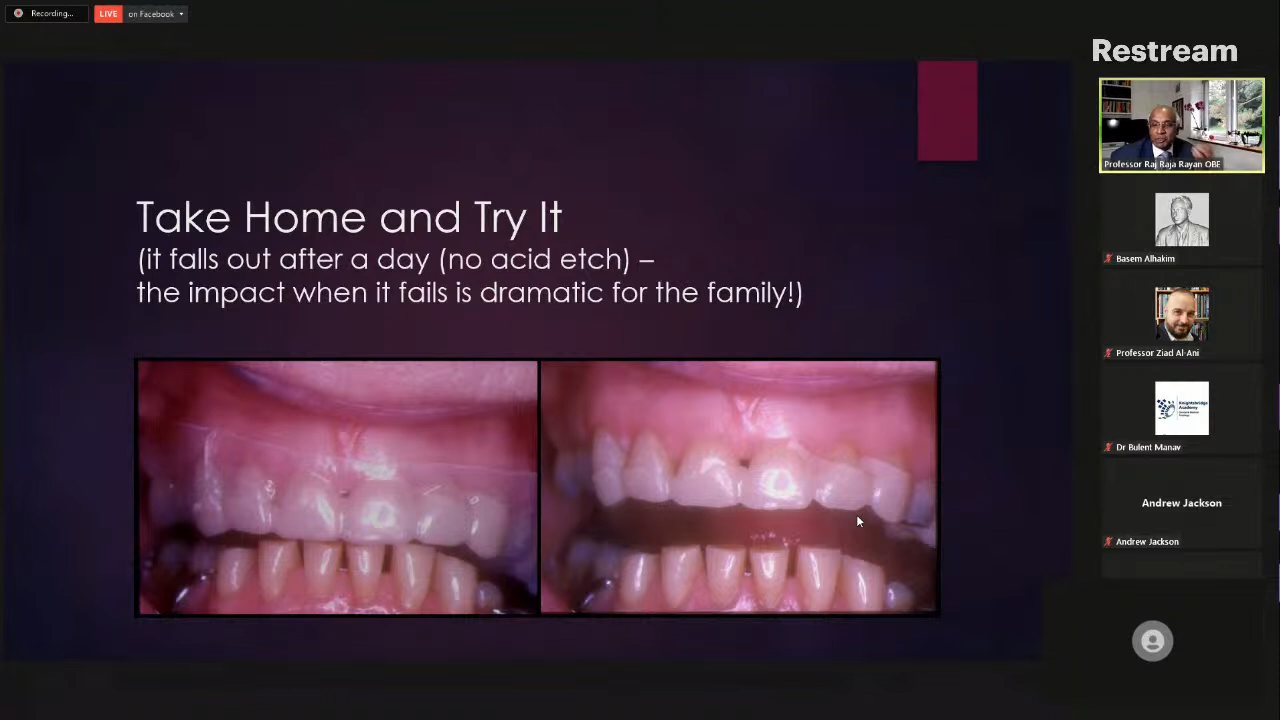 Recording...
LIVE on Facebook
Restream
Professor Raj Raja Rayan OBE
Take Home and Try It
(it falls out after a day (no acid etch) –
the impact when it fails is dramatic for the family!)
Basem Alhakim
Professor Ziad Al-Ani
Knightsbridge
Academy
Dr Bulent Manav
Andrew Jackson
Andrew Jackson